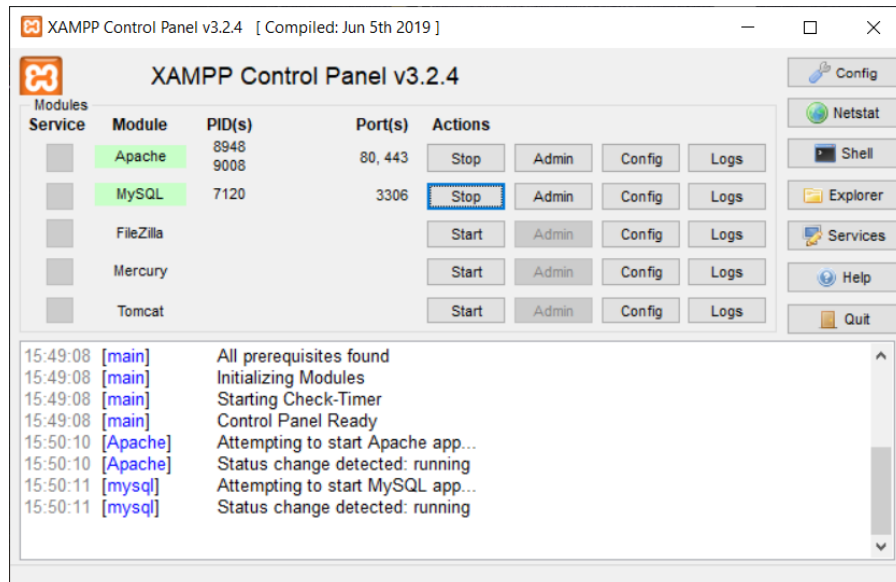 XAMPP Control Panel v3.2.4 [ Compiled: Jun 5th 2019 ]
XAMPP Control Panel v3.2.4
Config
Modules
Netstat
Service Module PID(s) Port(s) Actions
Apache 8948 9008 80, 443 Stop Admin Config Logs
Shell
MySQL 7120 3306 Stop Admin Config Logs
Explorer
FileZilla Start Admin Config Logs
Services
Mercury Start Admin Config Logs
Help
Tomcat Start Admin Config Logs
Quit
15:49:08 [main] All prerequisites found
15:49:08 [main] Initializing Modules
15:49:08 [main] Starting Check-Timer
15:49:08 [main] Control Panel Ready
15:50:10 [Apache] Attempting to start Apache app...
15:50:10 [Apache] Status change detected: running
15:50:11 [mysql] Attempting to start MySQL app...
15:50:11 [mysql] Status change detected: running